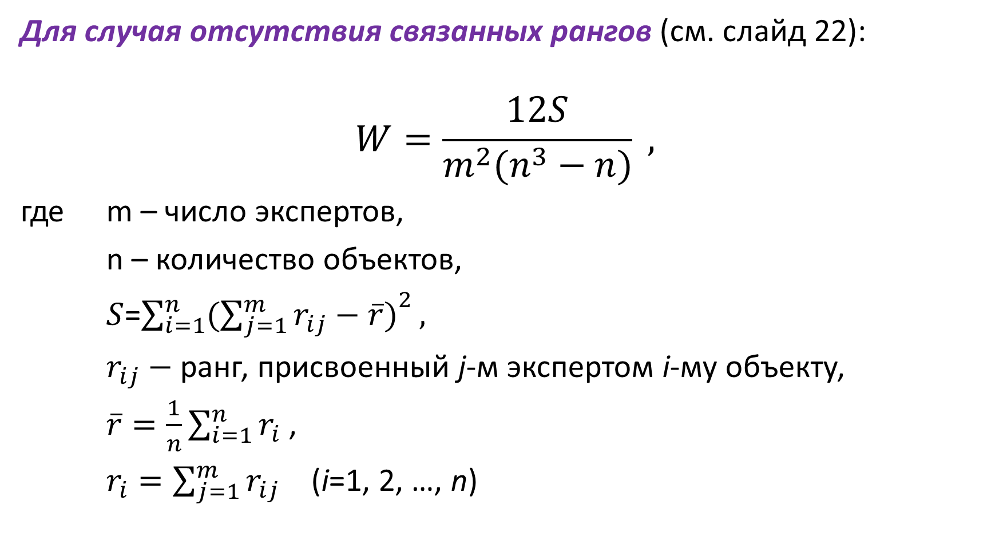 Для случая отсутствия связанных рангов (см. слайд 22):
W = \frac{12S}{m^2(n^3 − n)} ,
где m – число экспертов,
n – количество объектов,
S=\sum_{i=1}^{n}(\sum_{j=1}^{m} r_{ij} − \bar{r})^2 ,
r_{ij} − ранг, присвоенный j-м экспертом i-му объекту,
\bar{r} = \frac{1}{n}\sum_{i=1}^{n} r_i ,
r_i = \sum_{j=1}^{m} r_{ij} (i=1, 2, ..., n)